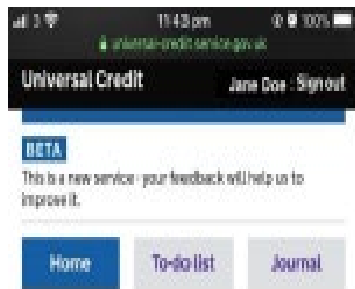 3 11:43 pm 100%
universal-credit.service.gov.uk
Universal Credit Jane Doe Sign out
BETA
This is a new service - your feedback will help us to
improve it.
Home To-do list Journal